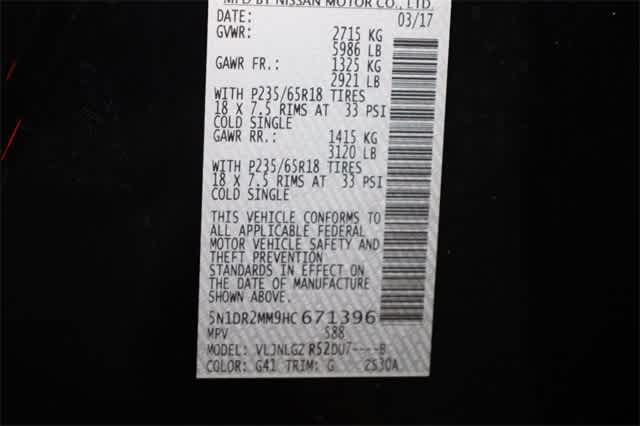 MFD BY NISSAN MOTOR CO., LTD.
DATE: 03/17
GVWR: 2715 KG
5986 LB
GAWR FR.: 1325 KG
2921 LB
WITH P235/65R18 TIRES
18 X 7.5 RIMS AT 33 PSI
COLD SINGLE
GAWR RR.: 1415 KG
3120 LB
WITH P235/65R18 TIRES
18 X 7.5 RIMS AT 33 PSI
COLD SINGLE
THIS VEHICLE CONFORMS TO
ALL APPLICABLE FEDERAL
MOTOR VEHICLE SAFETY AND
THEFT PREVENTION
STANDARDS IN EFFECT ON
THE DATE OF MANUFACTURE
SHOWN ABOVE.
5N1DR2MM9HC 671396
MPV 588
MODEL: VLJNLGZ R52DU7----B
COLOR: G41 TRIM: G 2S30A